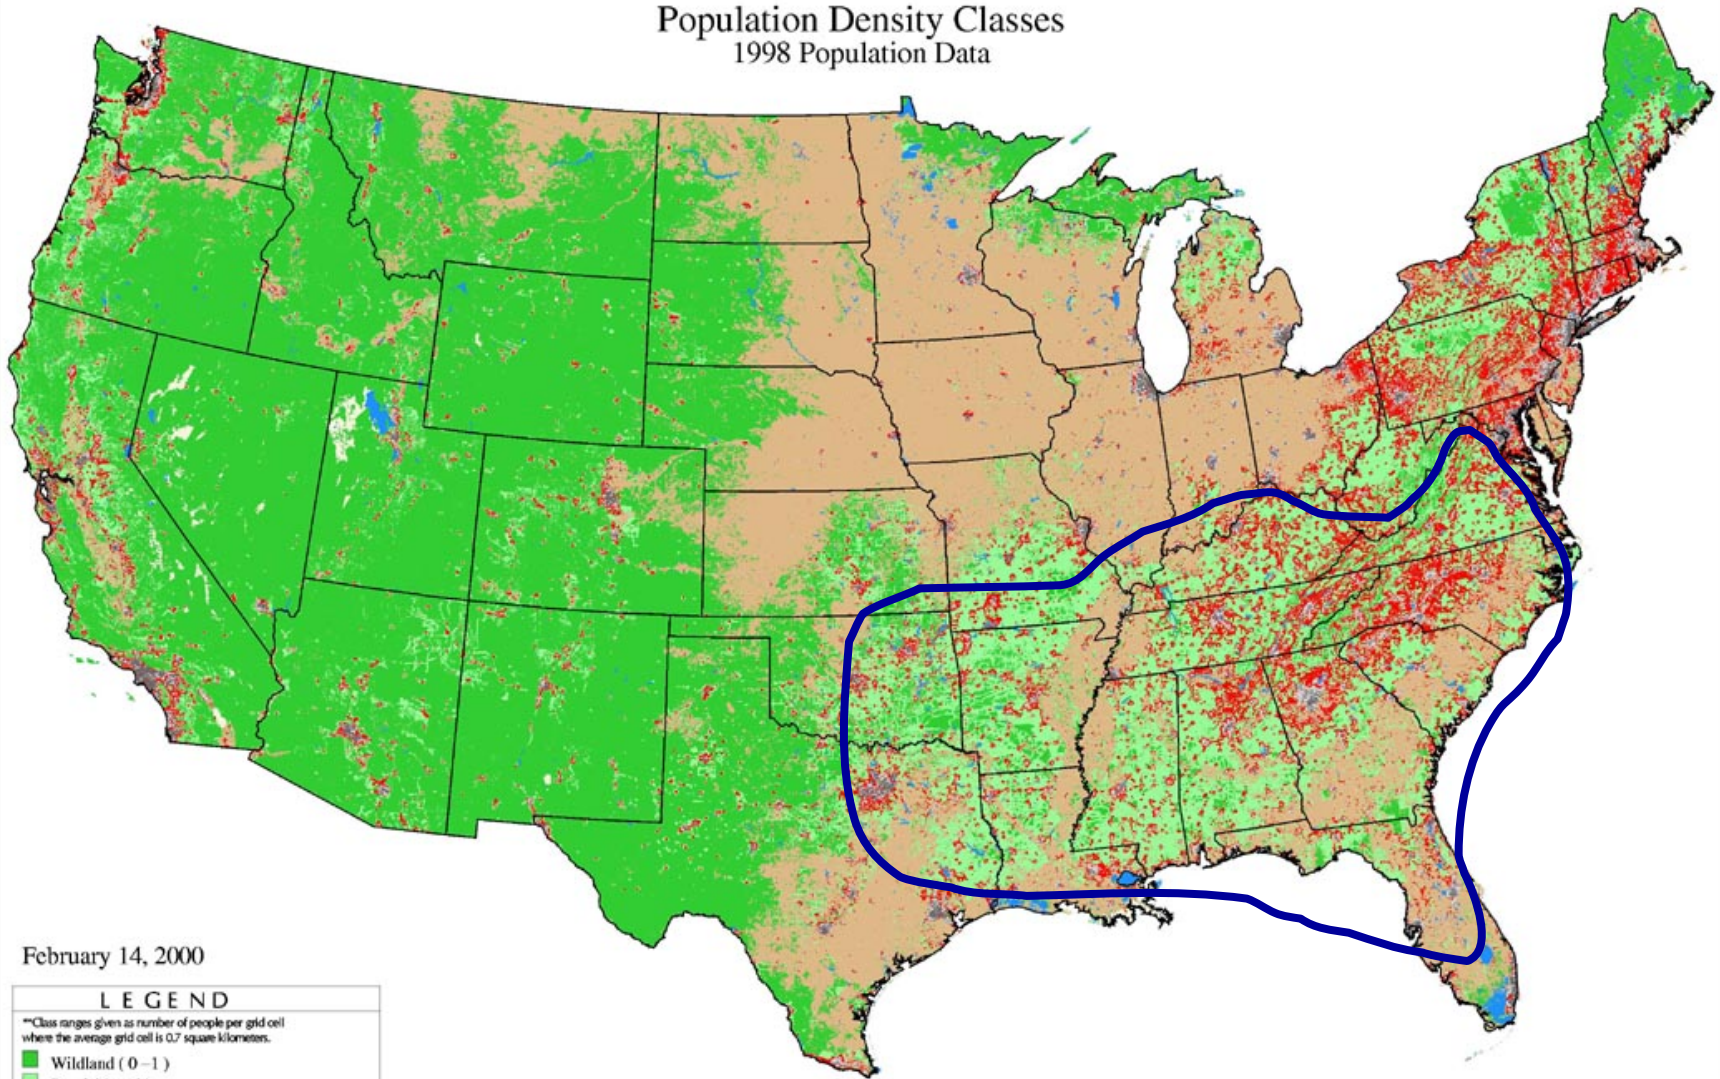 Population Density Classes
1998 Population Data
February 14, 2000
LEGEND
**Class ranges given as number of people per grid cell
where the average grid cell is 0.7 square kilometers.
Wildland ( 0 –1 )